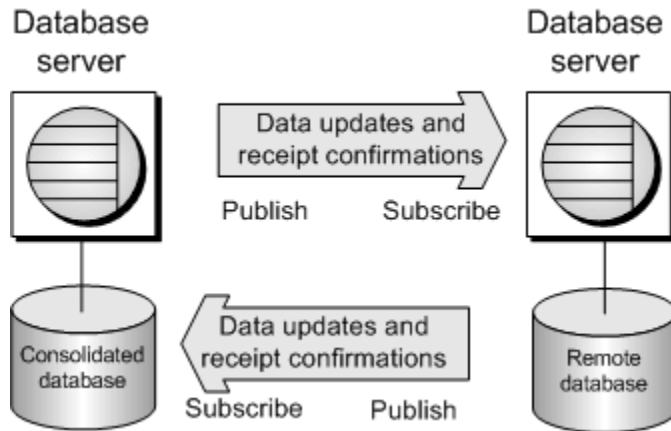 Database
server
Database
server
Data updates and
receipt confirmations
Publish
Subscribe
Consolidated
database
Data updates and
receipt confirmations
Subscribe
Publish
Remote
database